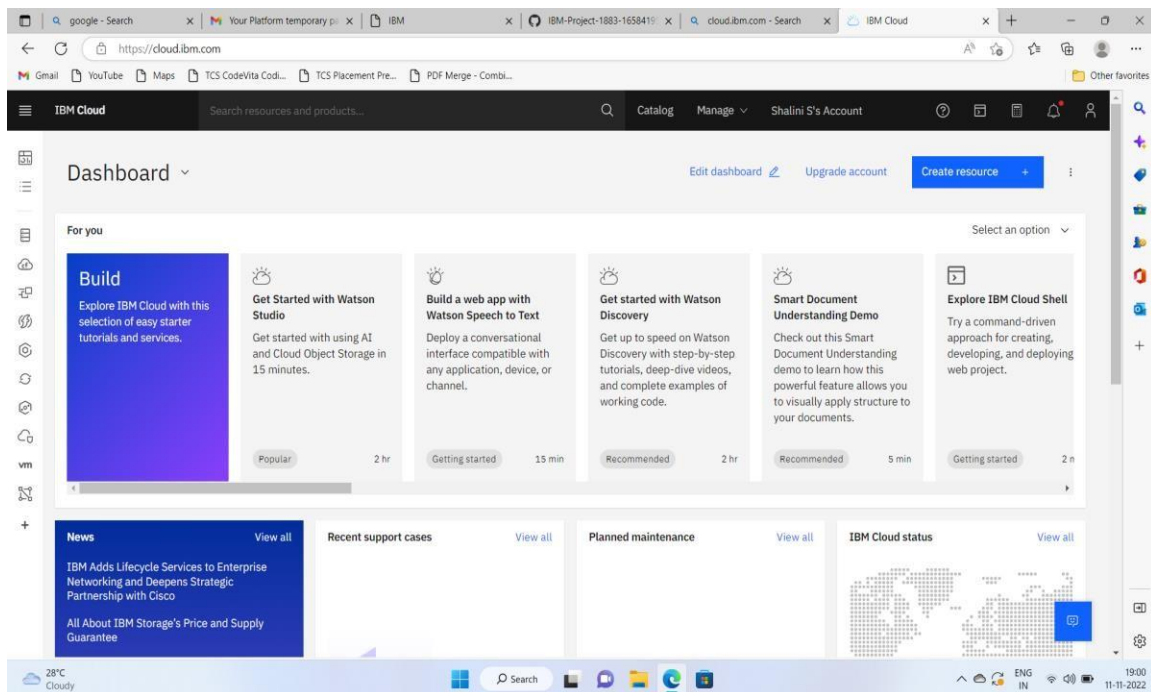 google - Search
Your Platform temporary pa
IBM
IBM-Project-1883-1658419
cloud.ibm.com - Search
IBM Cloud
https://cloud.ibm.com
Gmail YouTube Maps TCS CodeVita Codi... TCS Placement Pre... PDF Merge - Combi... Other favorites
IBM Cloud Search resources and products... Catalog Manage Shalini S's Account
Dashboard Edit dashboard Upgrade account Create resource +
For you Select an option
Build
Explore IBM Cloud with this
selection of easy starter
tutorials and services.
Get Started with Watson
Studio
Get started with using AI
and Cloud Object Storage in
15 minutes.
Popular 2 hr
Build a web app with
Watson Speech to Text
Deploy a conversational
interface compatible with
any application, device, or
channel.
Getting started 15 min
Get started with Watson
Discovery
Get up to speed on Watson
Discovery with step-by-step
tutorials, deep-dive videos,
and complete examples of
working code.
Recommended 2 hr
Smart Document
Understanding Demo
Check out this Smart
Document Understanding
demo to learn how this
powerful feature allows you
to visually apply structure to
your documents.
Recommended 5 min
Explore IBM Cloud Shell
Try a command-driven
approach for creating,
developing, and deploying
web project.
Getting started 2
vm
News View all
IBM Adds Lifecycle Services to Enterprise
Networking and Deepens Strategic
Partnership with Cisco
All About IBM Storage's Price and Supply
Guarantee
Recent support cases View all
Planned maintenance View all
IBM Cloud status View all
28°C
Cloudy
Search
ENG
IN
19:00
11-11-2022